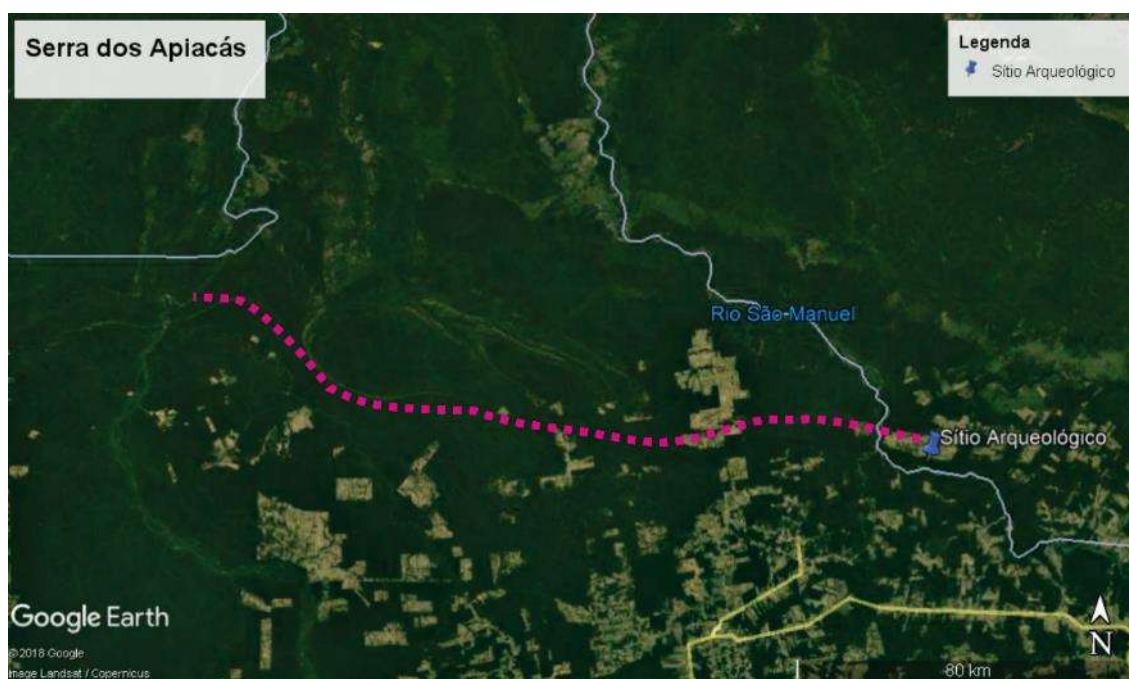 Serra dos Apiacás
Legenda
Sítio Arqueológico
Rio São Manuel
Sítio Arqueológico
Google Earth
©2018 Google
Image Landsat / Copernicus
N
80 km